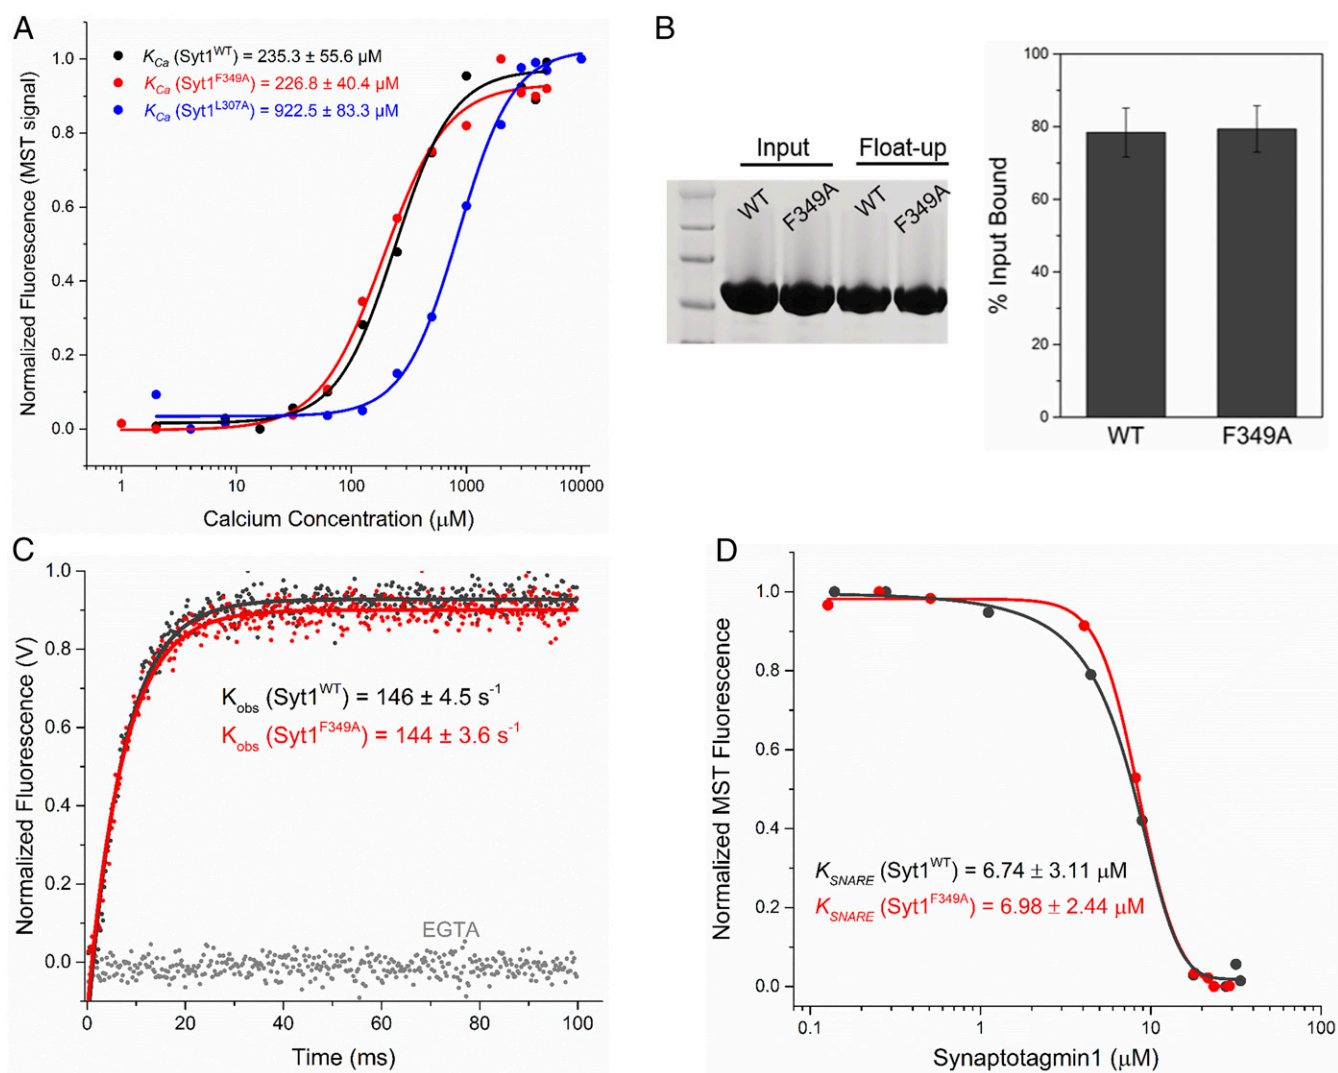 A
K_Ca (Syt1^WT) = 235.3 ± 55.6 µM
K_Ca (Syt1^F349A) = 226.8 ± 40.4 µM
K_Ca (Syt1^L307A) = 922.5 ± 83.3 µM
Normalized Fluorescence (MST signal)
1.0
0.8
0.6
0.4
0.2
0.0
1 10 100 1000 10000
Calcium Concentration (µM)
B
Input Float-up
WT F349A WT F349A
% Input Bound
100
80
60
40
20
0
WT F349A
C
Normalized Fluorescence (V)
1.0
0.8
0.6
0.4
0.2
0.0
K_obs (Syt1^WT) = 146 ± 4.5 s^-1
K_obs (Syt1^F349A) = 144 ± 3.6 s^-1
EGTA
0 20 40 60 80 100
Time (ms)
D
Normalized MST Fluorescence
1.0
0.8
0.6
0.4
0.2
0.0
K_SNARE (Syt1^WT) = 6.74 ± 3.11 µM
K_SNARE (Syt1^F349A) = 6.98 ± 2.44 µM
0.1 1 10 100
Synaptotagmin1 (µM)